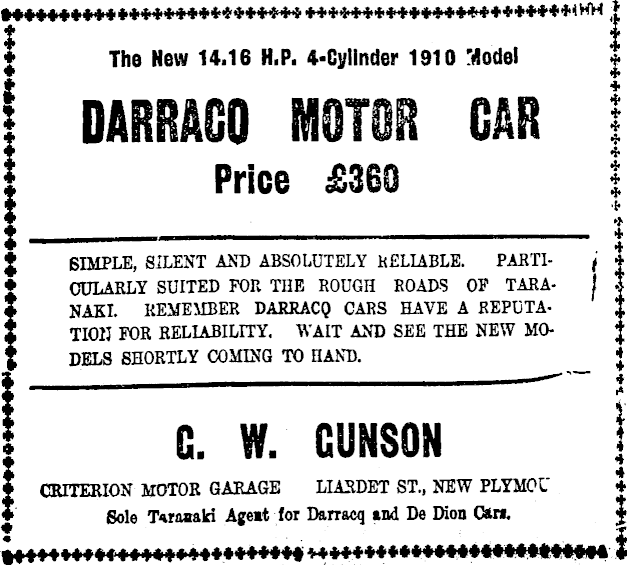 The New 14.16 H.P. 4-Cylinder 1910 Model
DARRACQ MOTOR CAR
Price £360
SIMPLE, SILENT AND ABSOLUTELY RELIABLE. PARTI-
CULARLY SUITED FOR THE ROUGH ROADS OF TARA-
NAKI. REMEMBER DARRACQ CARS HAVE A REPUTA-
TION FOR RELIABILITY. WAIT AND SEE THE NEW MO-
DELS SHORTLY COMING TO HAND.
G. W. GUNSON
CRITERION MOTOR GARAGE LIARDET ST., NEW PLYMOU
Sole Taranaki Agent for Darracq and De Dion Cars.